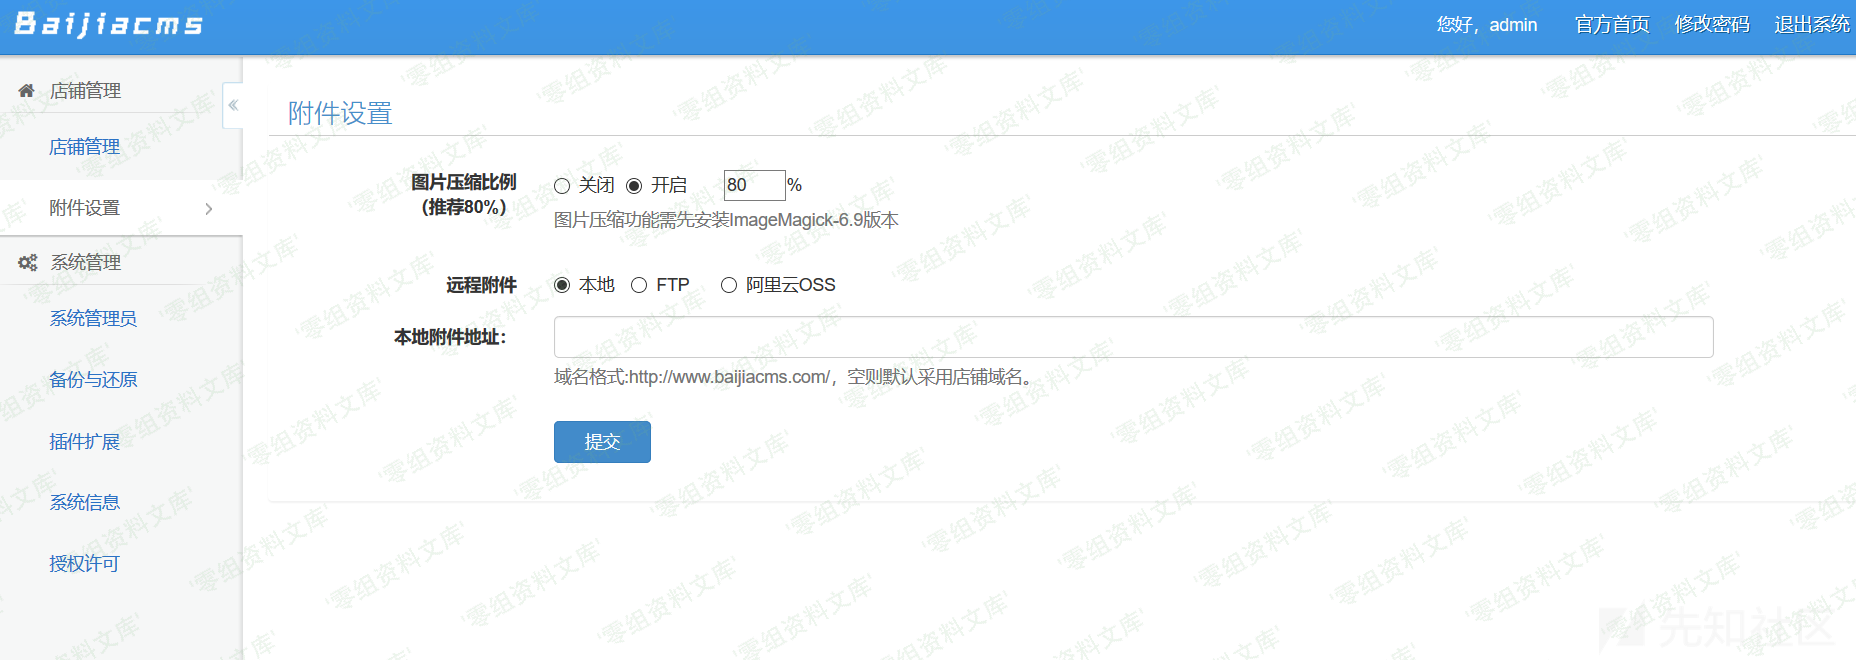 Baijiacms
您好，admin 官方首页 修改密码 退出系统
店铺管理
店铺管理
附件设置
系统管理
系统管理员
备份与还原
插件扩展
系统信息
授权许可
附件设置
图片压缩比例
（推荐80%）
关闭 开启 80 %
图片压缩功能需先安装ImageMagick-6.9版本
远程附件
本地 FTP 阿里云OSS
本地附件地址：
域名格式:http://www.baijiacms.com/，空则默认采用店铺域名。
提交
零组资料文库
先知社区